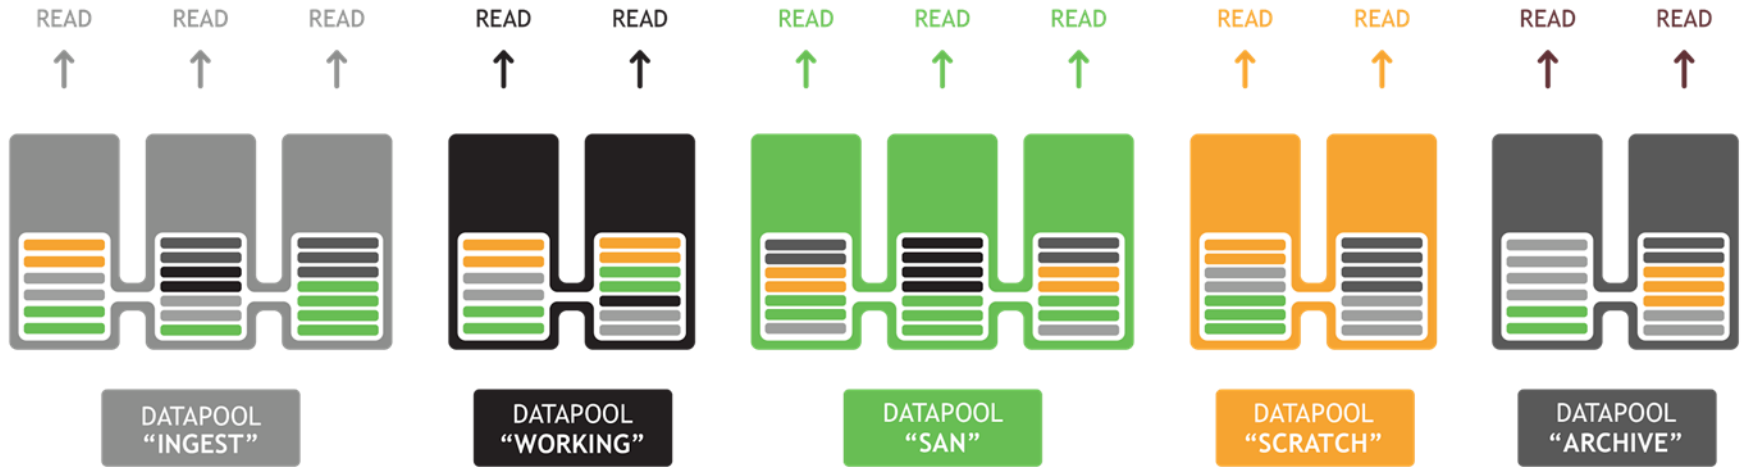 READ READ READ READ READ READ READ READ READ READ READ READ
DATAPOOL
“INGEST”
DATAPOOL
“WORKING”
DATAPOOL
“SAN”
DATAPOOL
“SCRATCH”
DATAPOOL
“ARCHIVE”